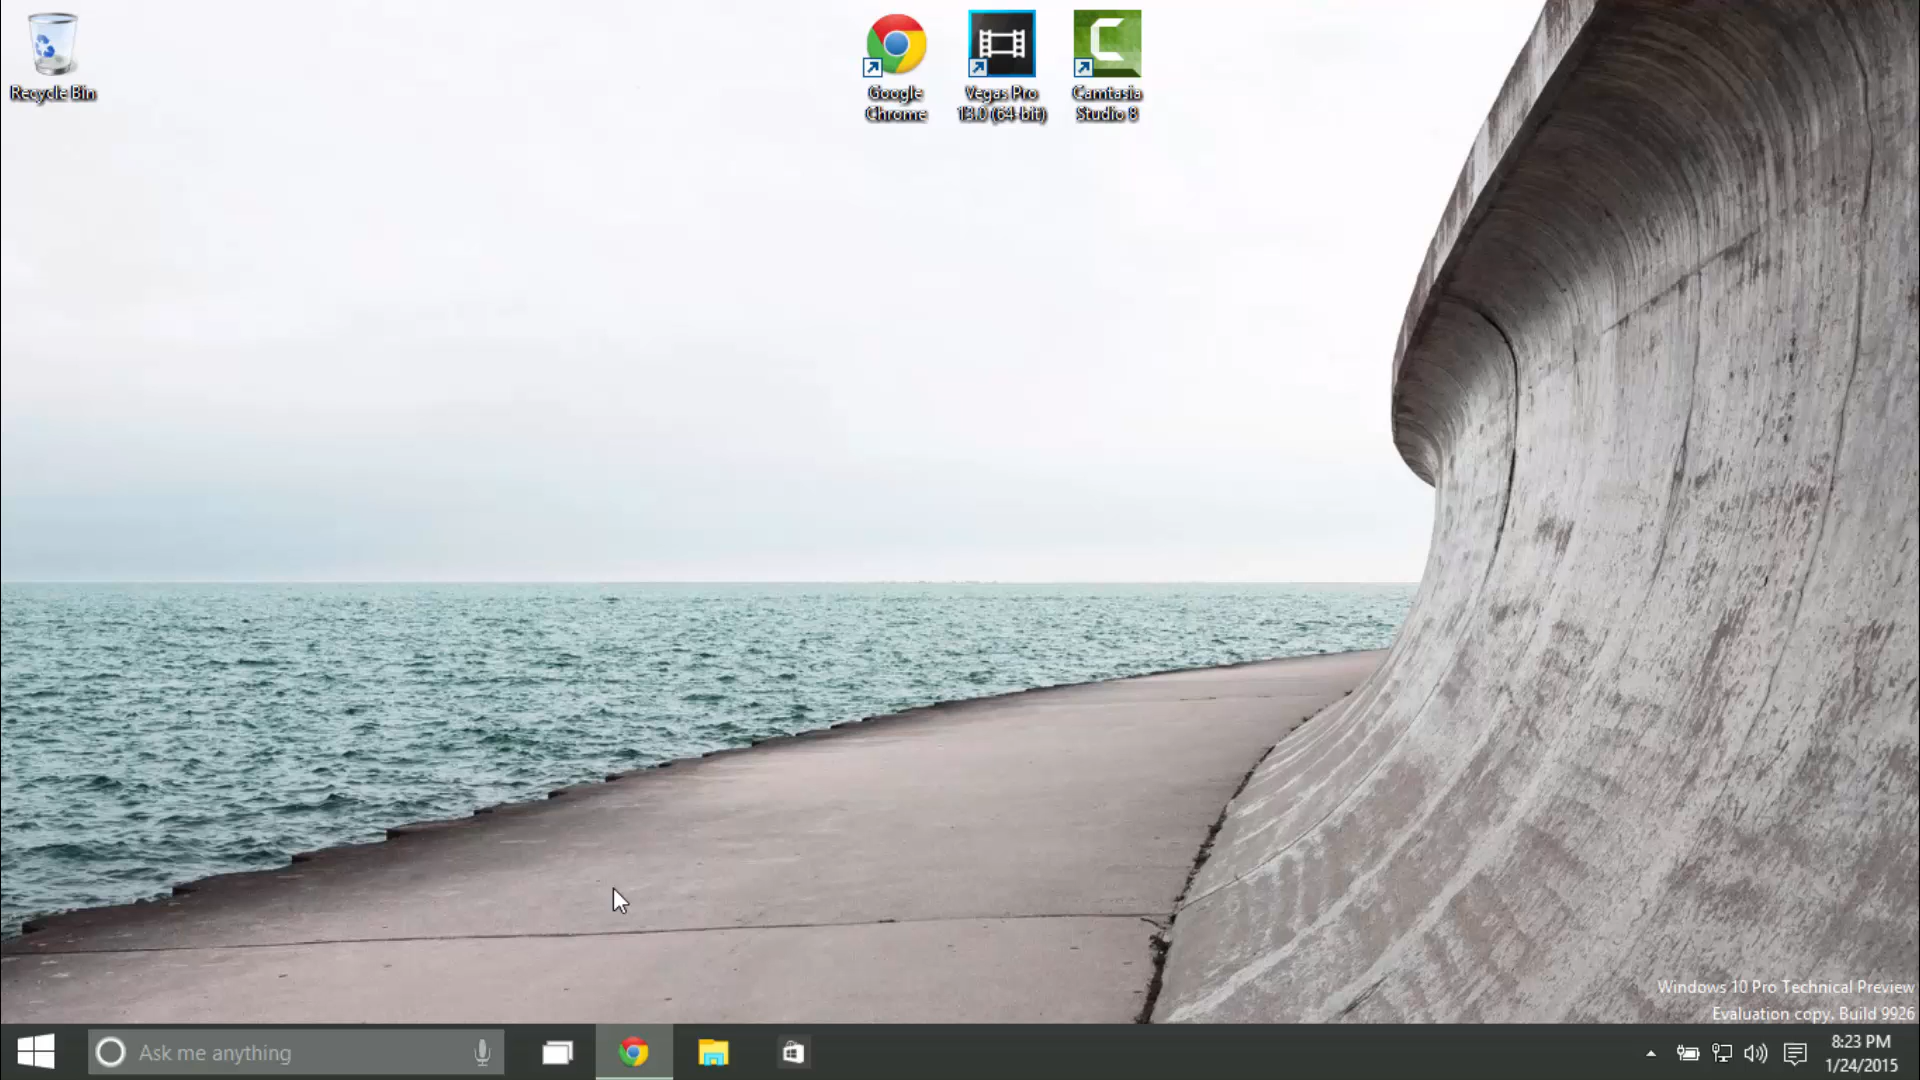 Recycle Bin
Google
Chrome
Vegas Pro
13.0 (64-bit)
Camtasia
Studio 8
Windows 10 Pro Technical Preview
Evaluation copy. Build 9926
Ask me anything
8:23 PM
1/24/2015